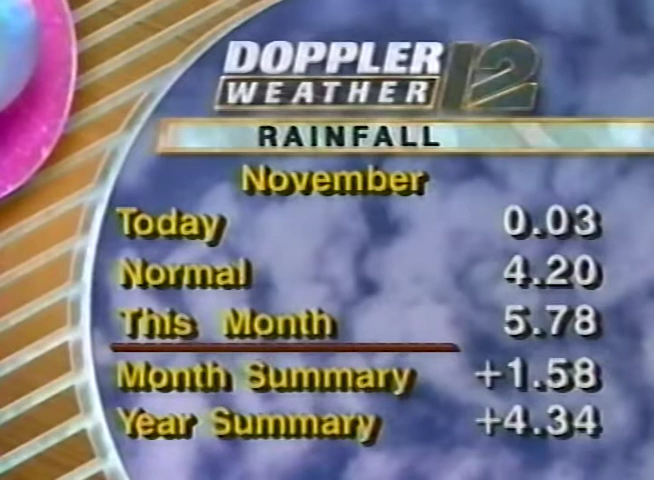 DOPPLER 12
WEATHER
RAINFALL
November
Today 0.03
Normal 4.20
This Month 5.78
Month Summary +1.58
Year Summary +4.34